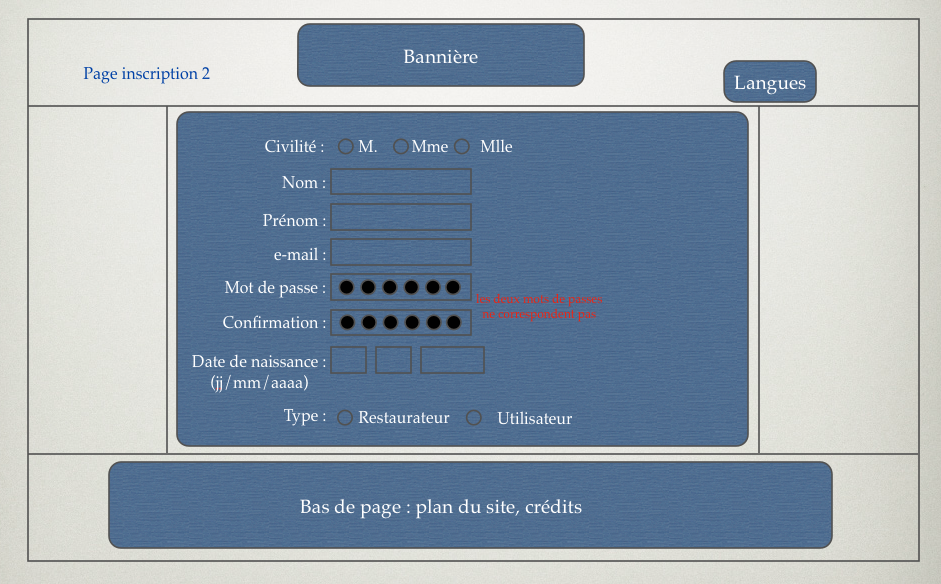 Bannière
Page inscription 2
Langues
Civilité : M. Mme Mlle
Nom :
Prénom :
e-mail :
Mot de passe :
les deux mots de passes
ne correspondent pas
Confirmation :
Date de naissance :
(jj/mm/aaaa)
Type : Restaurateur Utilisateur
Bas de page : plan du site, crédits